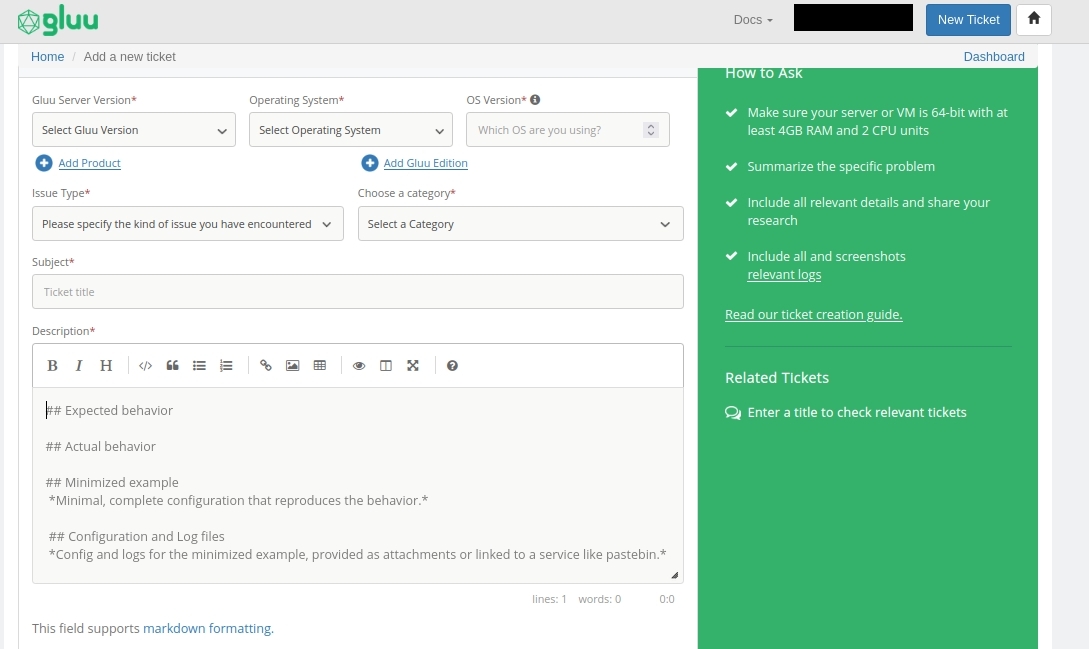 gluu
Docs
New Ticket
Home / Add a new ticket
Dashboard
Gluu Server Version*
Operating System*
OS Version*
Select Gluu Version
Select Operating System
Which OS are you using?
Add Product
Add Gluu Edition
Issue Type*
Choose a category*
Please specify the kind of issue you have encountered
Select a Category
Subject*
Ticket title
Description*
B I H
## Expected behavior
## Actual behavior
## Minimized example
*Minimal, complete configuration that reproduces the behavior.*
## Configuration and Log files
*Config and logs for the minimized example, provided as attachments or linked to a service like pastebin.*
lines: 1 words: 0 0:0
This field supports markdown formatting.
How to Ask
Make sure your server or VM is 64-bit with at
least 4GB RAM and 2 CPU units
Summarize the specific problem
Include all relevant details and share your
research
Include all and screenshots
relevant logs
Read our ticket creation guide.
Related Tickets
Enter a title to check relevant tickets